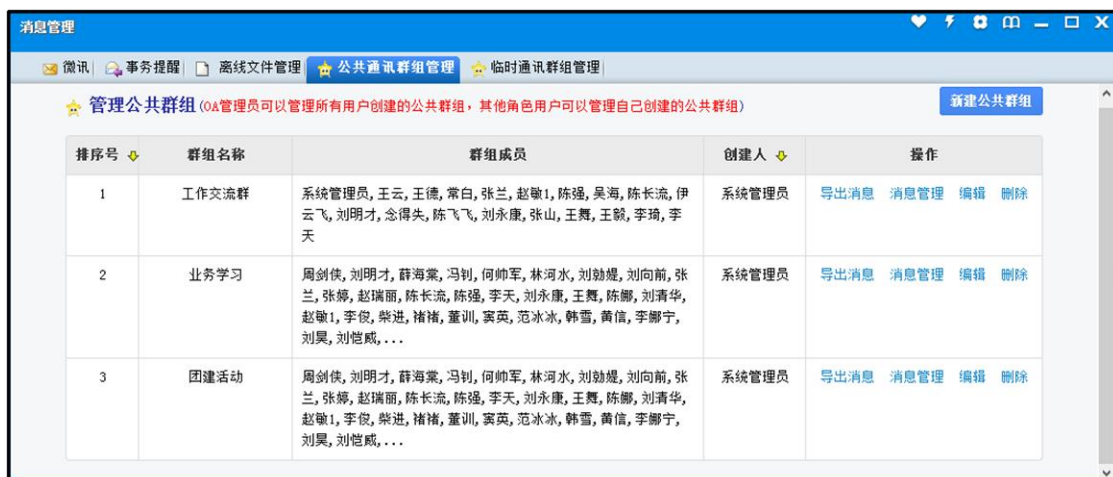 消息管理
微讯 事务提醒 离线文件管理 公共通讯群组管理 临时通讯群组管理
管理公共群组(OA管理员可以管理所有用户创建的公共群组，其他角色用户可以管理自己创建的公共群组)
新建公共群组
排序号 群组名称 群组成员 创建人 操作
1 工作交流群 系统管理员,王云,王德,常白,张兰,赵敏1,陈强,吴海,陈长流,伊
云飞,刘明才,念得失,陈飞飞,刘永康,张山,王舞,王毅,李琦,李
天
系统管理员 导出消息 消息管理 编辑 删除
2 业务学习 周剑侠,刘明才,薛海棠,冯钊,何帅军,林河水,刘勍媞,刘向前,张
兰,张婷,赵瑞丽,陈长流,陈强,李天,刘永康,王舞,陈娜,刘清华,
赵敏1,李俊,柴进,褚褚,董训,窦英,范冰冰,韩雪,黄信,李娜宁,
刘昊,刘恺威,...
系统管理员 导出消息 消息管理 编辑 删除
3 团建活动 周剑侠,刘明才,薛海棠,冯钊,何帅军,林河水,刘勍媞,刘向前,张
兰,张婷,赵瑞丽,陈长流,陈强,李天,刘永康,王舞,陈娜,刘清华,
赵敏1,李俊,柴进,褚褚,董训,窦英,范冰冰,韩雪,黄信,李娜宁,
刘昊,刘恺威,...
系统管理员 导出消息 消息管理 编辑 删除